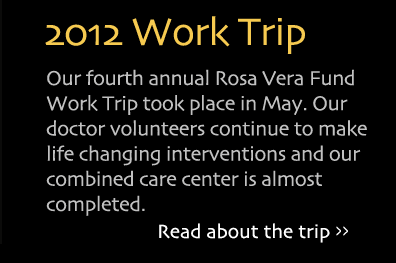 2012 Work Trip
Our fourth annual Rosa Vera Fund
Work Trip took place in May. Our
doctor volunteers continue to make
life changing interventions and our
combined care center is almost
completed.
Read about the trip >>